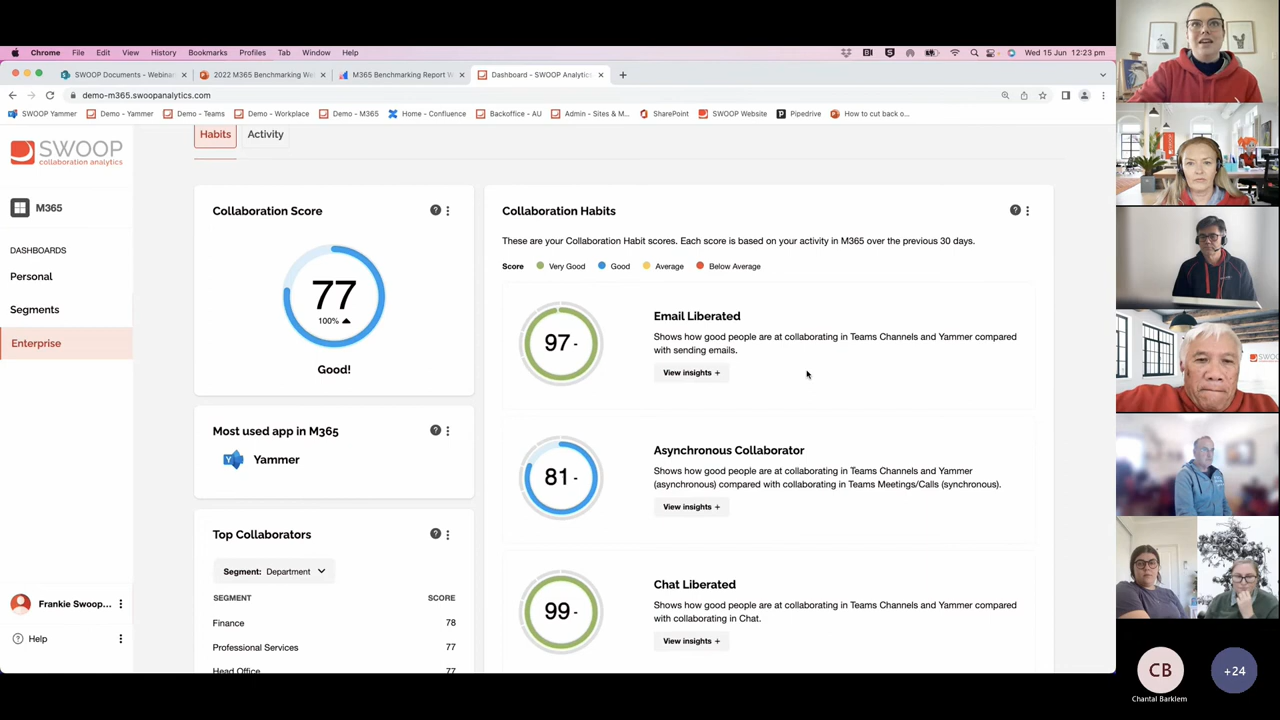 Chrome File Edit View History Bookmarks Profiles Tab Window Help Wed 15 Jun 12:23 pm
SWOOP Documents - Webinar 2022 M365 Benchmarking We M365 Benchmarking Report W Dashboard - SWOOP Analytics
demo-m365.swoopanalytics.com
SWOOP Yammer Demo - Yammer Demo - Teams Demo - Workplace Demo - M365 Home - Confluence Backoffice - AU Admin - Sites & M... SharePoint SWOOP Website Pipedrive How to cut back o...
SWOOP
collaboration analytics
M365
DASHBOARDS
Personal
Segments
Enterprise
Frankie Swoop...
Help
Habits Activity
Collaboration Score
77
100%
Good!
Most used app in M365
Yammer
Top Collaborators
Segment: Department
SEGMENT SCORE
Finance 78
Professional Services 77
Head Office 77
Collaboration Habits
These are your Collaboration Habit scores. Each score is based on your activity in M365 over the previous 30 days.
Score Very Good Good Average Below Average
97 -
Email Liberated
Shows how good people are at collaborating in Teams Channels and Yammer compared
with sending emails.
View insights +
81 -
Asynchronous Collaborator
Shows how good people are at collaborating in Teams Channels and Yammer
(asynchronous) compared with collaborating in Teams Meetings/Calls (synchronous).
View insights +
99 -
Chat Liberated
Shows how good people are at collaborating in Teams Channels and Yammer compared
with collaborating in Chat.
View insights +
CB
Chantal Barklem
+24